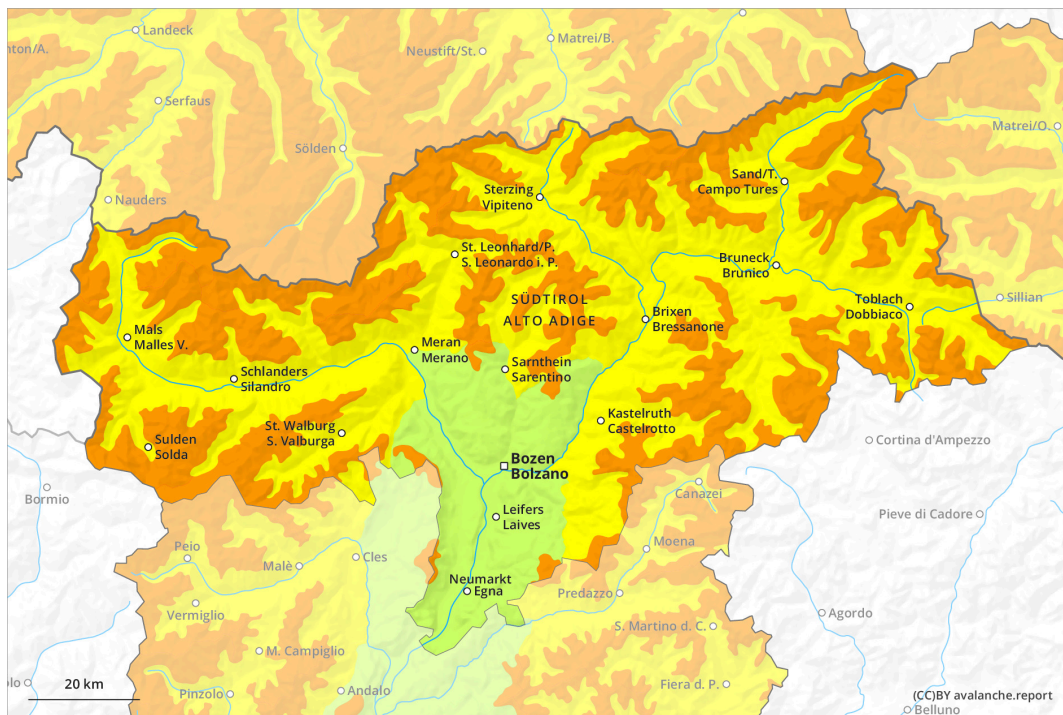 Landeck
Matrei/B.
Neustift/St.
nton/A.
Serfaus
Matrei/O.
Sölden
Sand/T.
Campo Tures
Sterzing
Vipiteno
Nauders
St. Leonhard/P.
S. Leonardo i. P.
Bruneck
Brunico
SÜDTIROL
ALTO ADIGE
Toblach
Dobbiaco
Sillian
Brixen
Bressanone
Mals
Malles V.
Meran
Merano
Sarnthein
Sarentino
Schlanders
Silandro
Kastelruth
Castelrotto
St. Walburg
S. Valburga
Sulden
Solda
Cortina d'Ampezzo
Bozen
Bolzano
Bormio
Canazei
Pieve di Cadore
Leifers
Laives
Moena
Peio
Cles
Malè
Neumarkt
Egna
Predazzo
Vermiglio
Agordo
S. Martino d. C.
M. Campiglio
olo
20 km
Pinzolo
Andalo
Fiera d. P.
(CC)BY avalanche.report
Belluno